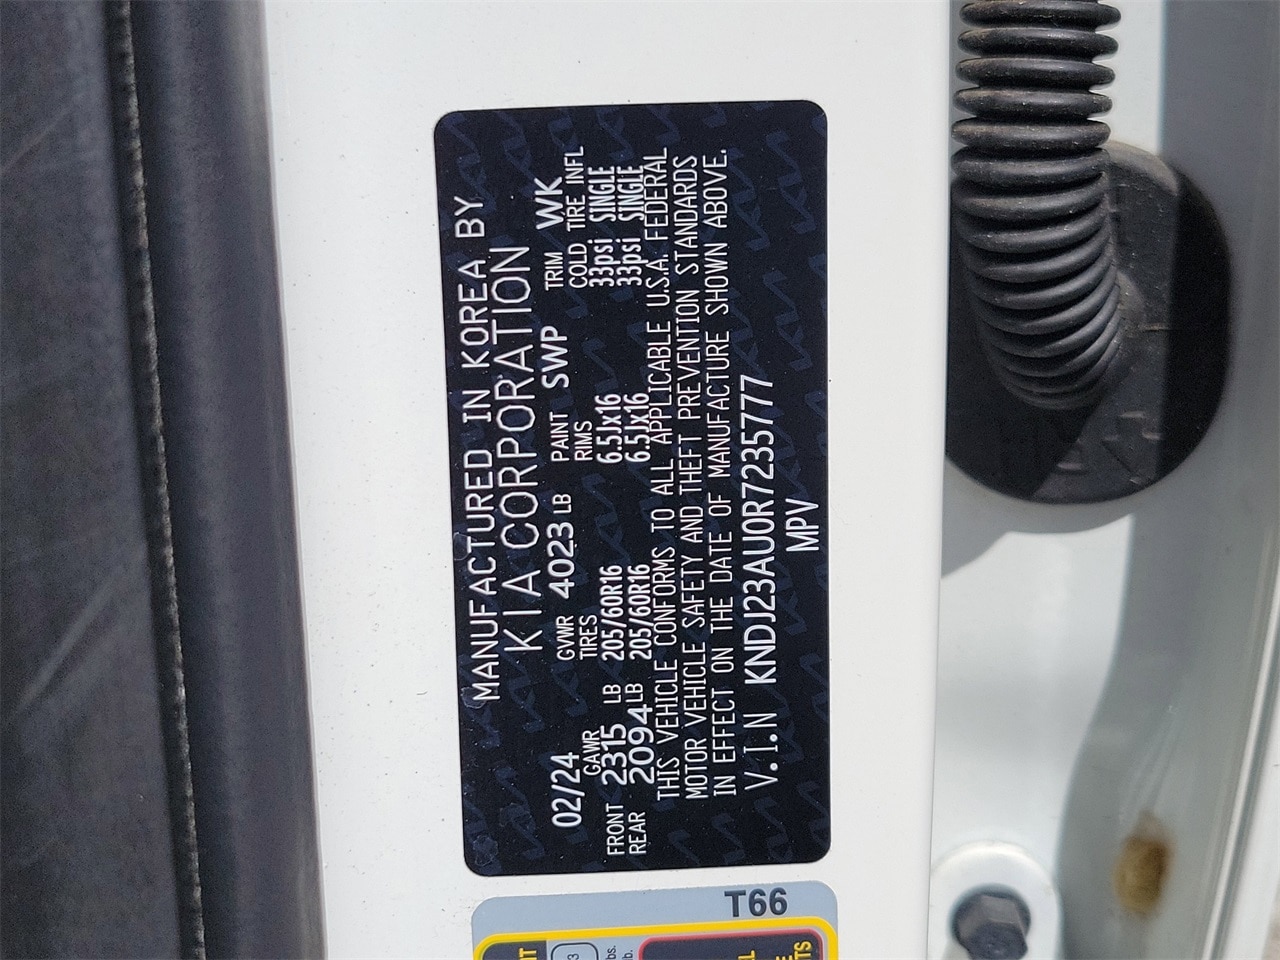 MANUFACTURED IN KOREA BY
KIA CORPORATION
02/24 GVWR 4023 LB PAINT SWP TRIM WK
GAWR TIRES RIMS COLD TIRE INFL
FRONT 2315 LB 205/60R16 6.5Jx16 33psi SINGLE
REAR 2094 LB 205/60R16 6.5Jx16 33psi SINGLE
THIS VEHICLE CONFORMS TO ALL APPLICABLE U.S.A. FEDERAL
MOTOR VEHICLE SAFETY AND THEFT PREVENTION STANDARDS
IN EFFECT ON THE DATE OF MANUFACTURE SHOWN ABOVE.
V.I.N KNDJ23AU0R7235777
MPV
T66